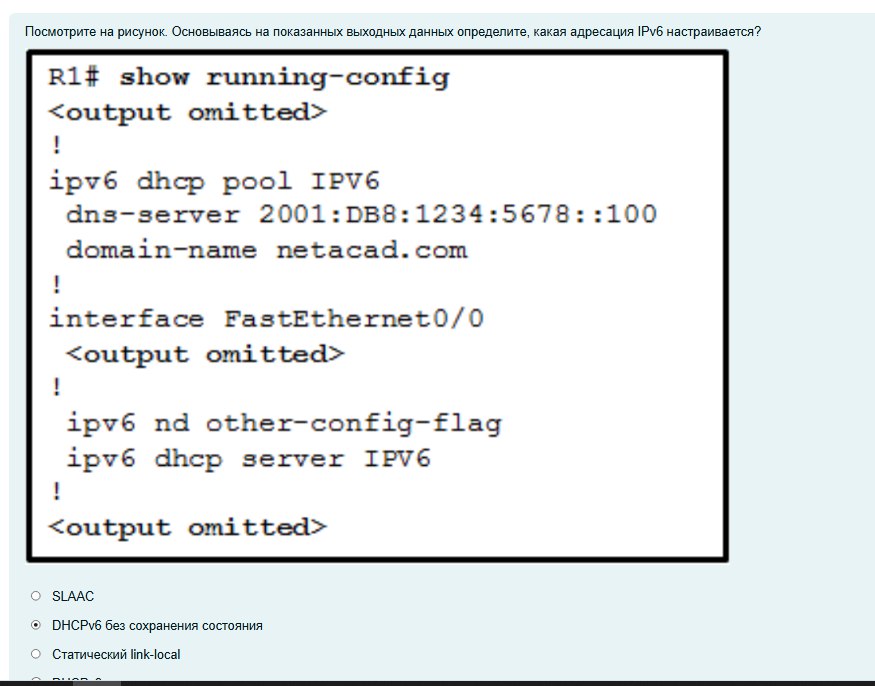 Посмотрите на рисунок. Основываясь на показанных выходных данных определите, какая адресация IPv6 настраивается?
R1# show running-config
<output omitted>
!
ipv6 dhcp pool IPV6
dns-server 2001:DB8:1234:5678::100
domain-name netacad.com
!
interface FastEthernet0/0
<output omitted>
!
ipv6 nd other-config-flag
ipv6 dhcp server IPV6
!
<output omitted>
SLAAC
DHCPv6 без сохранения состояния
Статический link-local